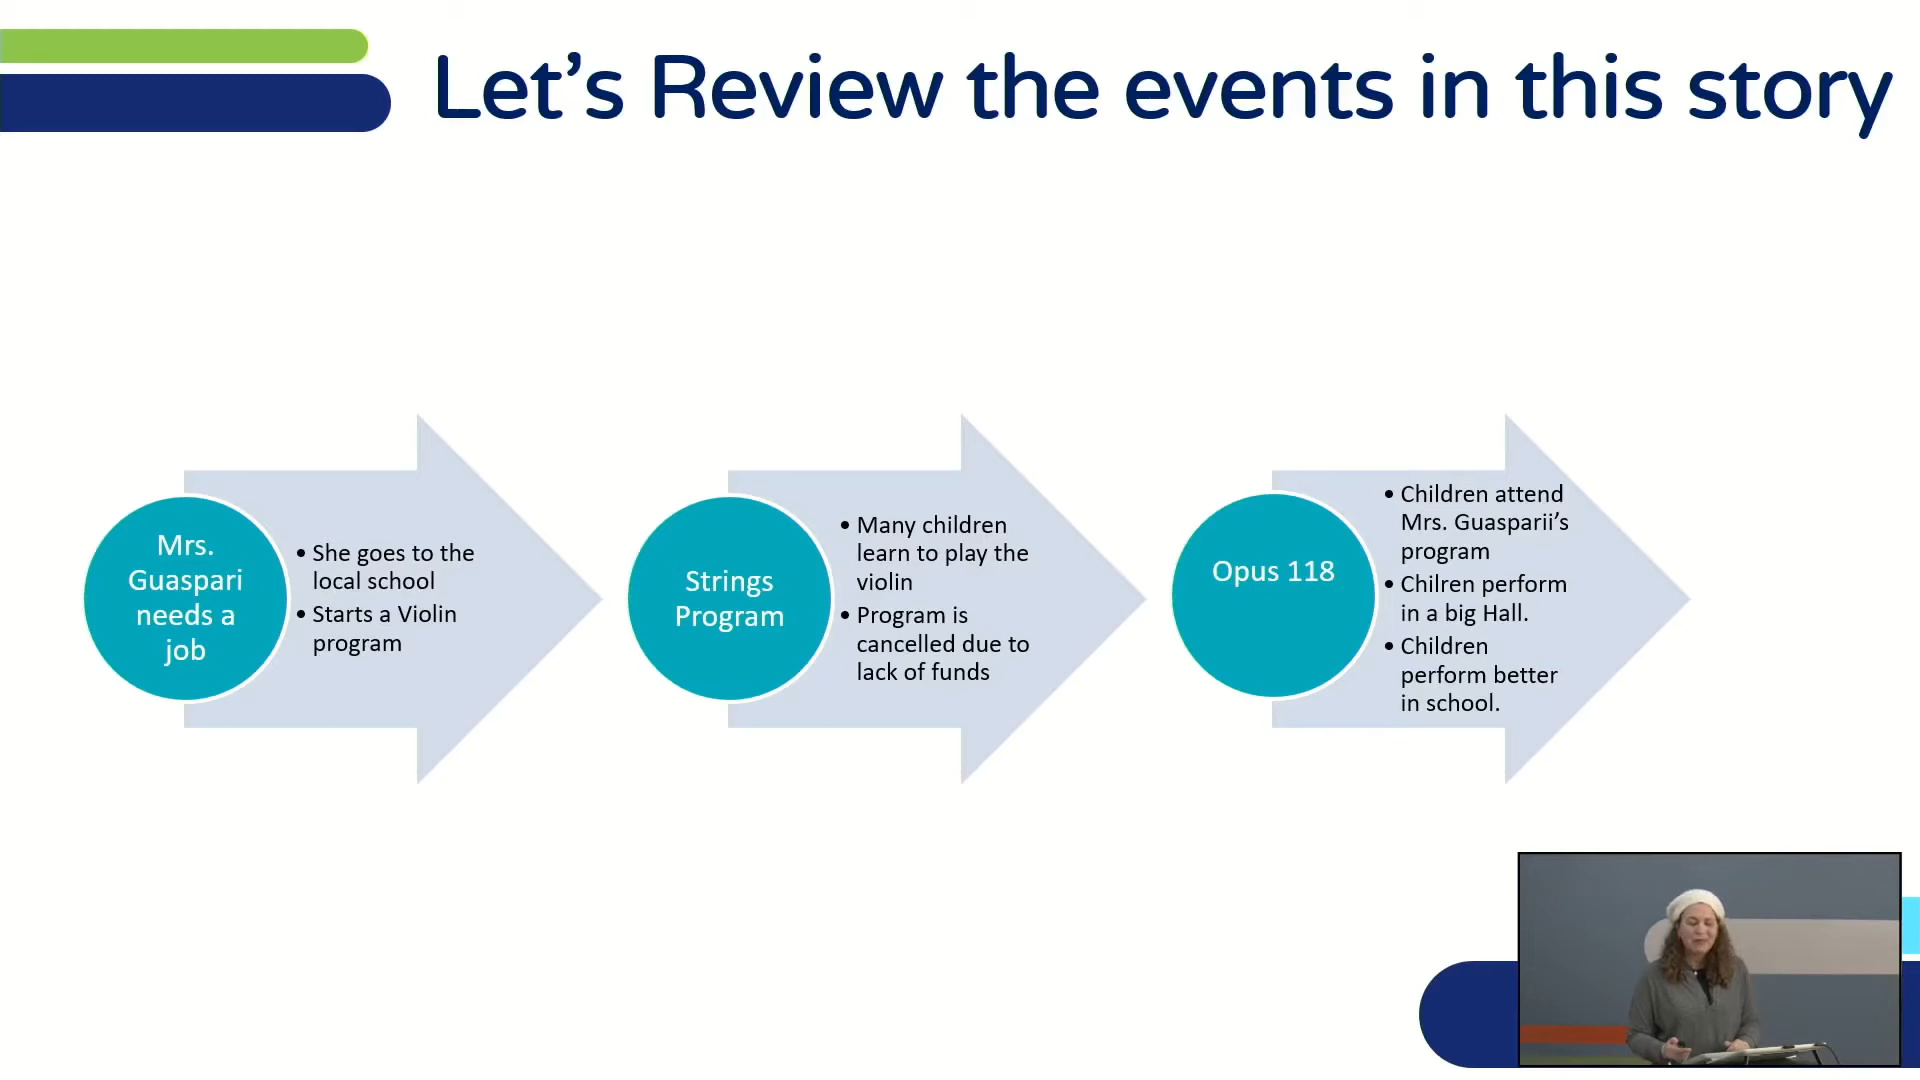 Let’s Review the events in this story
Mrs.
Guaspari
needs a
job
• She goes to the
local school
• Starts a Violin
program
Strings
Program
• Many children
learn to play the
violin
• Program is
cancelled due to
lack of funds
Opus 118
• Children attend
Mrs. Guasparii’s
program
• Chilren perform
in a big Hall.
• Children
perform better
in school.